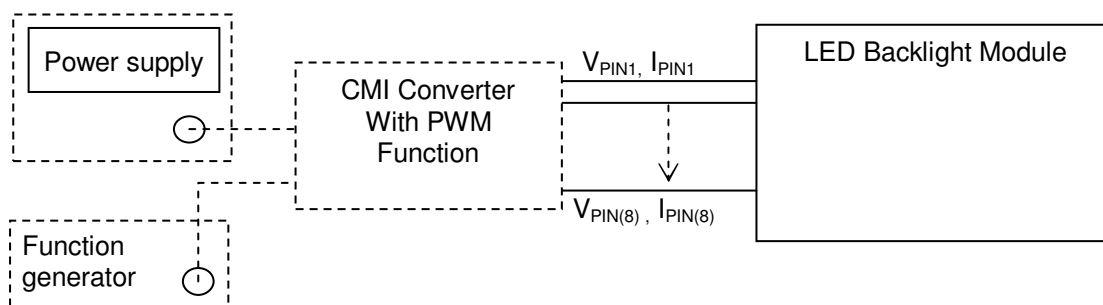 Power supply
CMI Converter
With PWM
Function
V_PIN1, I_PIN1
LED Backlight Module
V_PIN(8) , I_PIN(8)
Function
generator